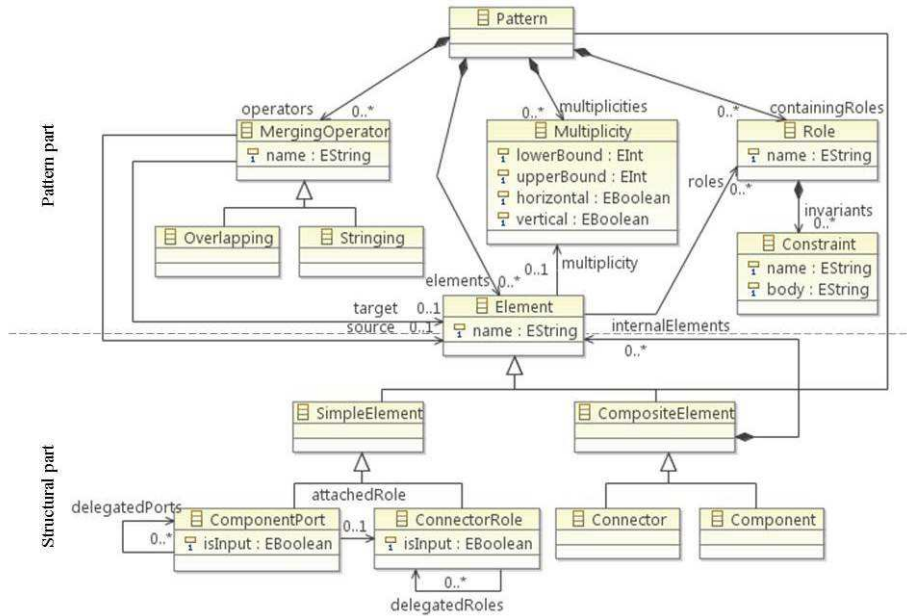 Pattern
operators
0..*
0..*
multiplicities
0..*
containingRoles
MergingOperator
name : EString
Multiplicity
lowerBound : EInt
upperBound : EInt
horizontal : EBoolean
vertical : EBoolean
Role
name : EString
roles
0..*
invariants
0..*
Overlapping
Stringing
Constraint
name : EString
body : EString
0..1
multiplicity
elements
0..*
Element
name : EString
target
0..1
source
0..1
internalElements
0..*
Pattern part
Structural part
SimpleElement
CompositeElement
attachedRole
delegatedPorts
0..*
ComponentPort
isInput : EBoolean
0..1
ConnectorRole
isInput : EBoolean
0..*
delegatedRoles
Connector
Component